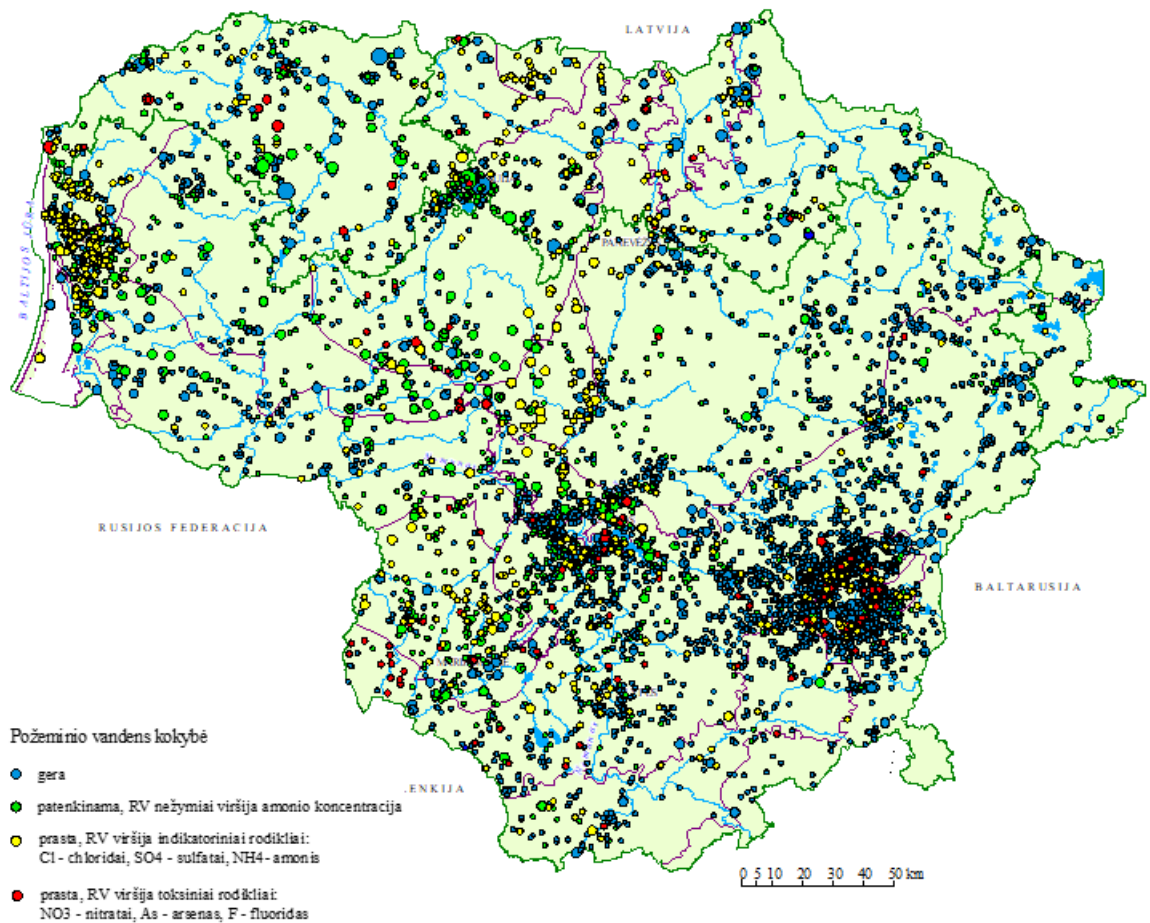 LATVIJA
BALTIJOS JŪRA
RUSIJOS FEDERACIJA
BALTARUSIJA
.ENKIJA
Požeminio vandens kokybė
gera
patenkinama, RV nežymiai viršija amonio koncentracija
prasta, RV viršija indikatoriniai rodikliai:
Cl - chloridai, SO4 - sulfatai, NH4 - amonis
prasta, RV viršija toksiniai rodikliai:
NO3 - nitratai, As - arsenas, F - fluoridas
0 5 10 20 30 40 50 km